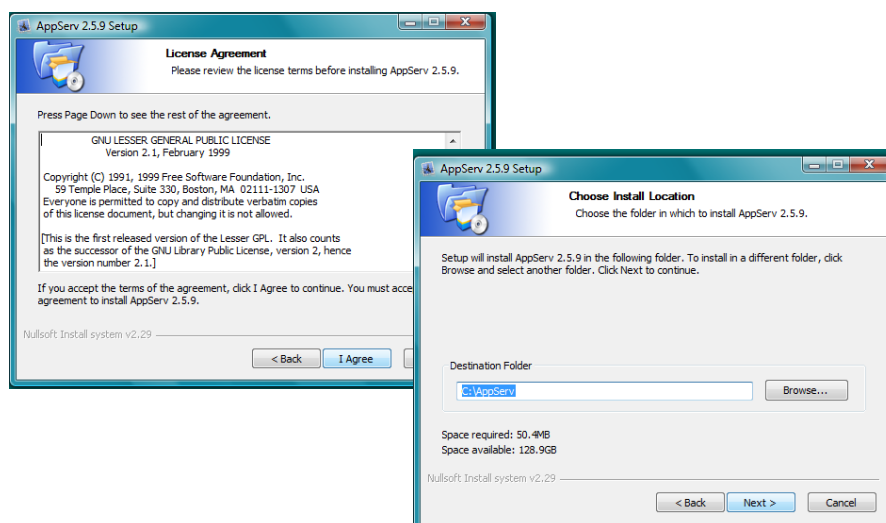 AppServ 2.5.9 Setup
License Agreement
Please review the license terms before installing AppServ 2.5.9.
Press Page Down to see the rest of the agreement.
GNU LESSER GENERAL PUBLIC LICENSE
Version 2.1, February 1999
Copyright (C) 1991, 1999 Free Software Foundation, Inc.
59 Temple Place, Suite 330, Boston, MA 02111-1307 USA
Everyone is permitted to copy and distribute verbatim copies
of this license document, but changing it is not allowed.
[This is the first released version of the Lesser GPL. It also counts
as the successor of the GNU Library Public License, version 2, hence
the version number 2.1.]
If you accept the terms of the agreement, click I Agree to continue. You must acce
agreement to install AppServ 2.5.9.
Nullsoft Install system v2.29
< Back
I Agree
AppServ 2.5.9 Setup
Choose Install Location
Choose the folder in which to install AppServ 2.5.9.
Setup will install AppServ 2.5.9 in the following folder. To install in a different folder, click
Browse and select another folder. Click Next to continue.
Destination Folder
C:\AppServ
Browse...
Space required: 50.4MB
Space available: 128.9GB
Nullsoft Install system v2.29
< Back
Next >
Cancel